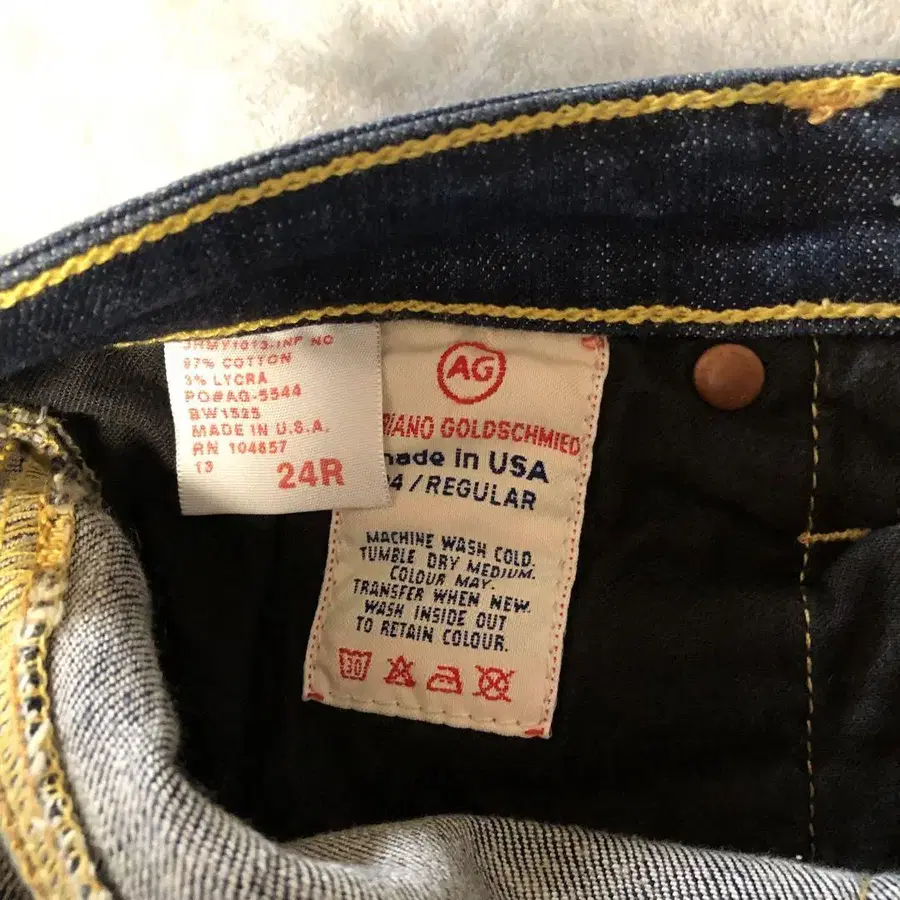 97% COTTON
3% LYCRA
PO#AG-5544
BW1525
MADE IN U.S.A.
RN 104657
13
24R
AG
GOLDSCHMIED
made in USA
/REGULAR
MACHINE WASH COLD.
TUMBLE DRY MEDIUM.
COLOUR MAY.
TRANSFER WHEN NEW.
WASH INSIDE OUT
TO RETAIN COLOUR.
30